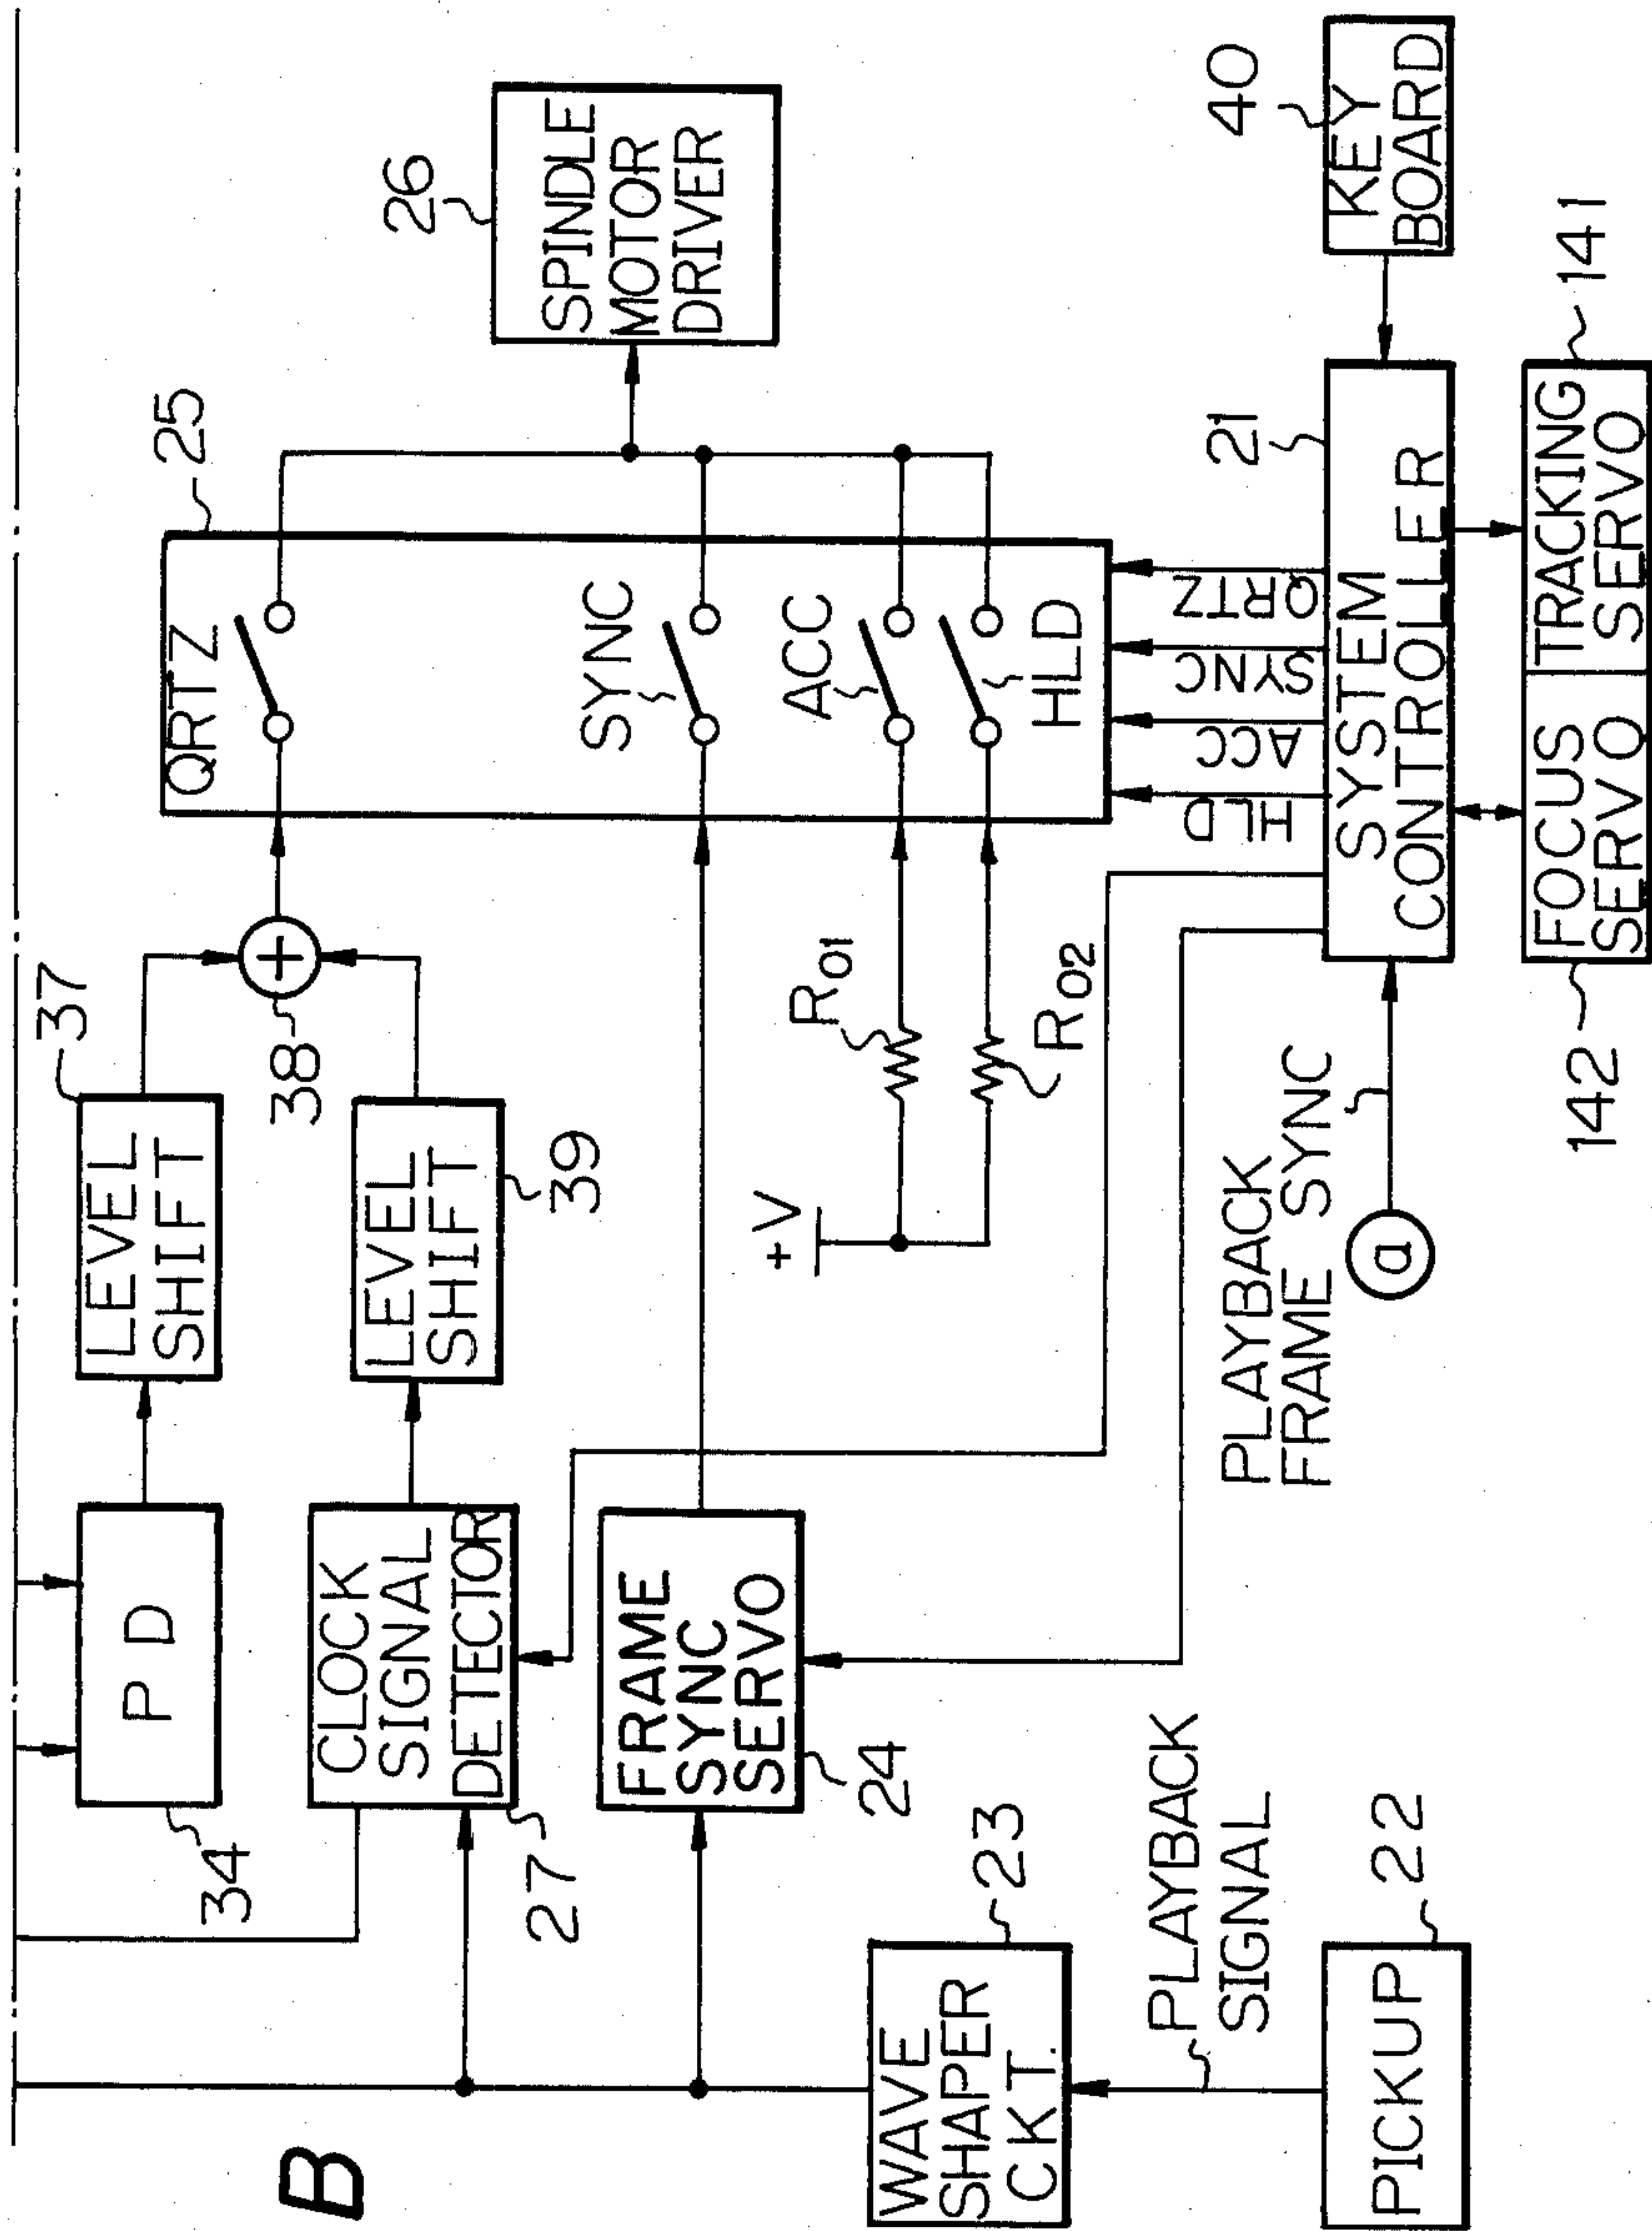 B
34
P D
LEVEL
SHIFT
37
38
CLOCK
SIGNAL
DETECTOR
27
LEVEL
SHIFT
39
QRTZ
25
SPINDLE
MOTOR
DRIVER
26
FRAME
SYNC
SERVO
24
SYNC
ACC
HLD
+V
R01
R02
WAVE
SHAPER
CKT.
23
PLAYBACK
SIGNAL
PICKUP
22
PLAYBACK
FRAME SYNC
a
HLD
ACC
SYNC
QRTZ
SYSTEM
CONTROLLER
21
KEY
BOARD
40
FOCUS
SERVO
142
TRACKING
SERVO
141